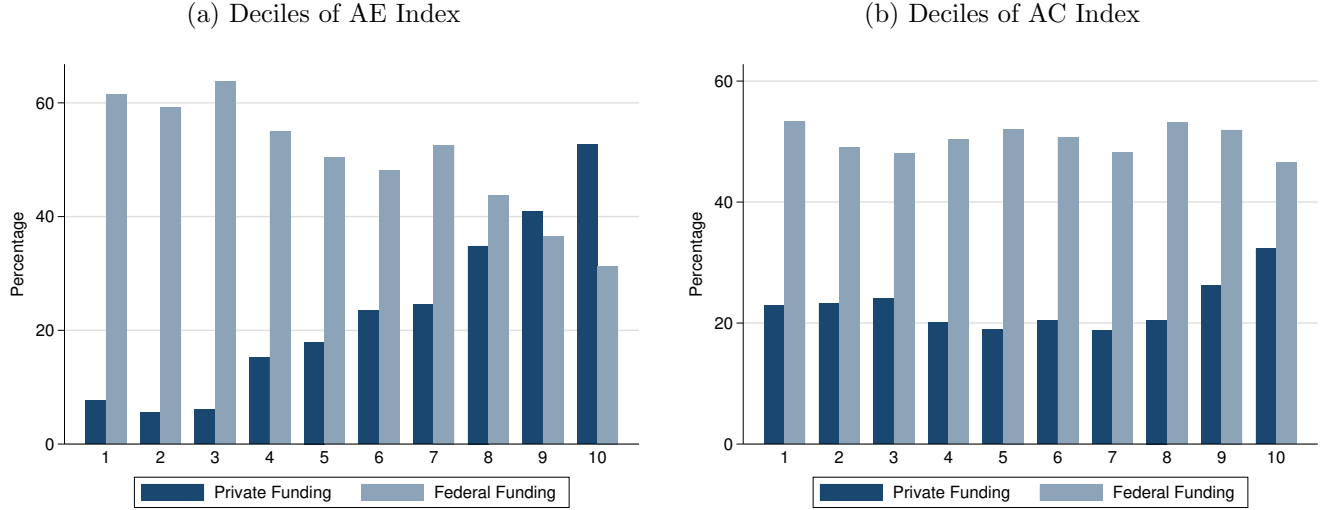 (a) Deciles of AE Index
Percentage
60
40
20
0
1 2 3 4 5 6 7 8 9 10
Private Funding Federal Funding
(b) Deciles of AC Index
Percentage
60
40
20
0
1 2 3 4 5 6 7 8 9 10
Private Funding Federal Funding